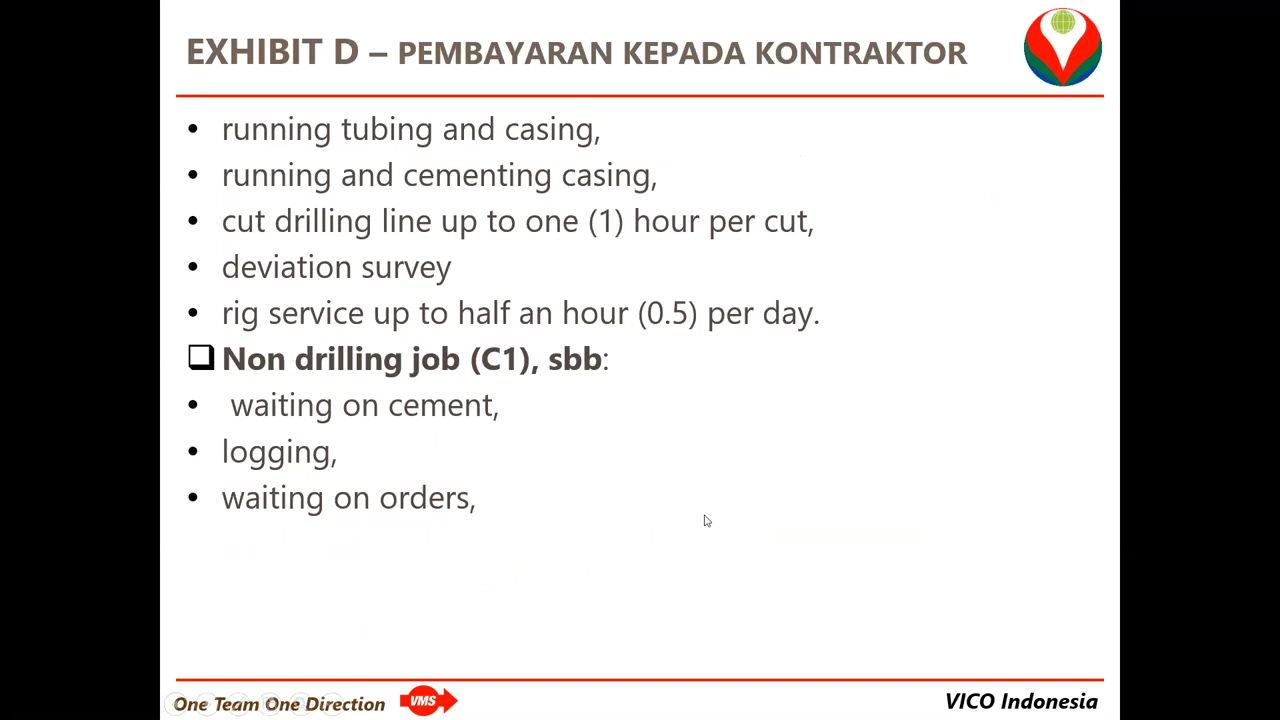 EXHIBIT D – PEMBAYARAN KEPADA KONTRAKTOR
• running tubing and casing,
• running and cementing casing,
• cut drilling line up to one (1) hour per cut,
• deviation survey
• rig service up to half an hour (0.5) per day.
❑ Non drilling job (C1), sbb:
• waiting on cement,
• logging,
• waiting on orders,
One Team One Direction
VMS
VICO Indonesia